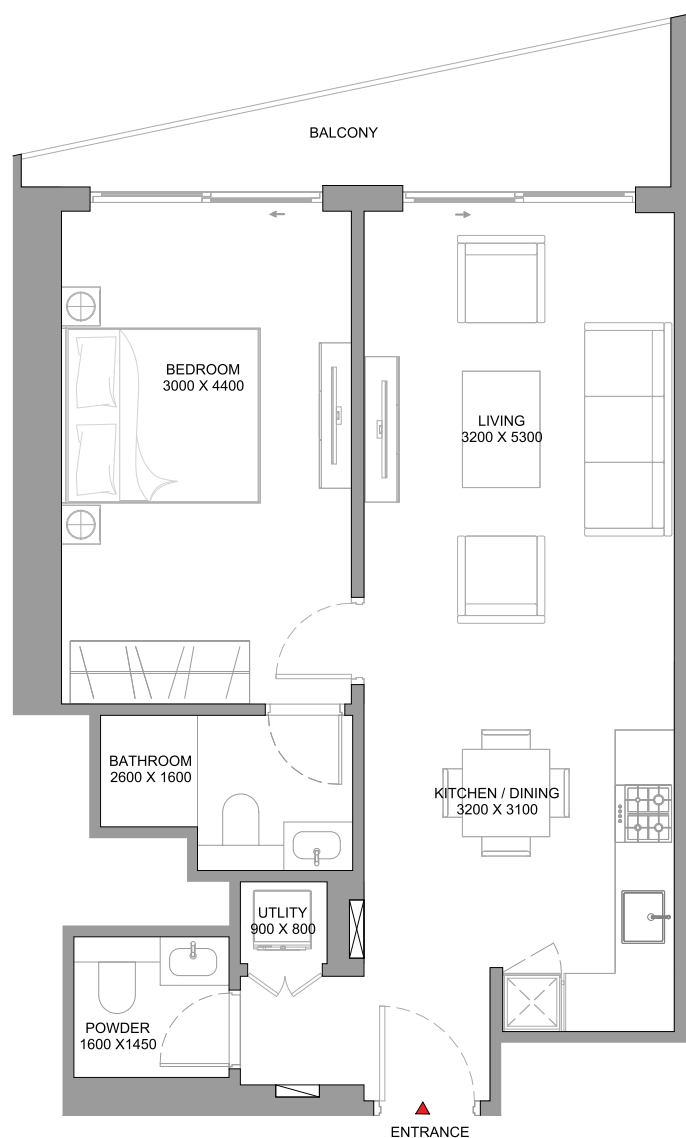 BALCONY
BEDROOM
3000 X 4400
LIVING
3200 X 5300
BATHROOM
2600 X 1600
KITCHEN / DINING
3200 X 3100
UTLITY
900 X 800
POWDER
1600 X1450
ENTRANCE